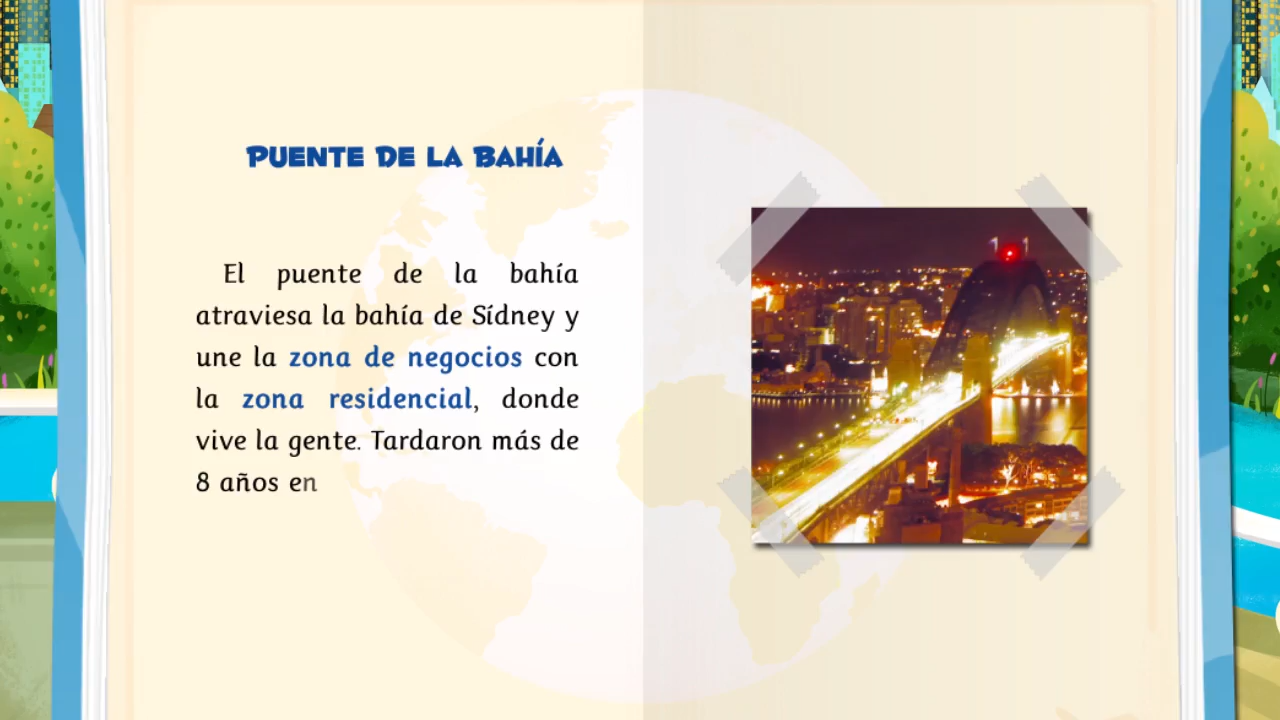 PUENTE DE LA BAHÍA
El puente de la bahía
atraviesa la bahía de Sídney y
une la zona de negocios con
la zona residencial, donde
vive la gente. Tardaron más de
8 años en